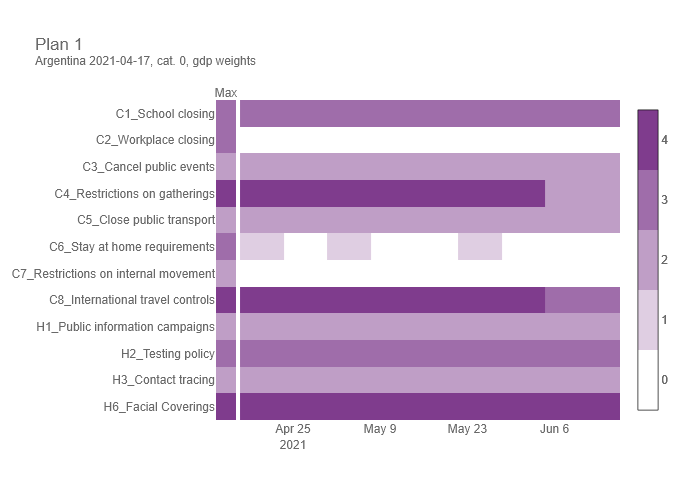 Plan 1
Argentina 2021-04-17, cat. 0, gdp weights
Max
C1_School closing
C2_Workplace closing
C3_Cancel public events
C4_Restrictions on gatherings
C5_Close public transport
C6_Stay at home requirements
C7_Restrictions on internal movement
C8_International travel controls
H1_Public information campaigns
H2_Testing policy
H3_Contact tracing
H6_Facial Coverings
Apr 25 May 9 May 23 Jun 6
2021
4
3
2
1
0